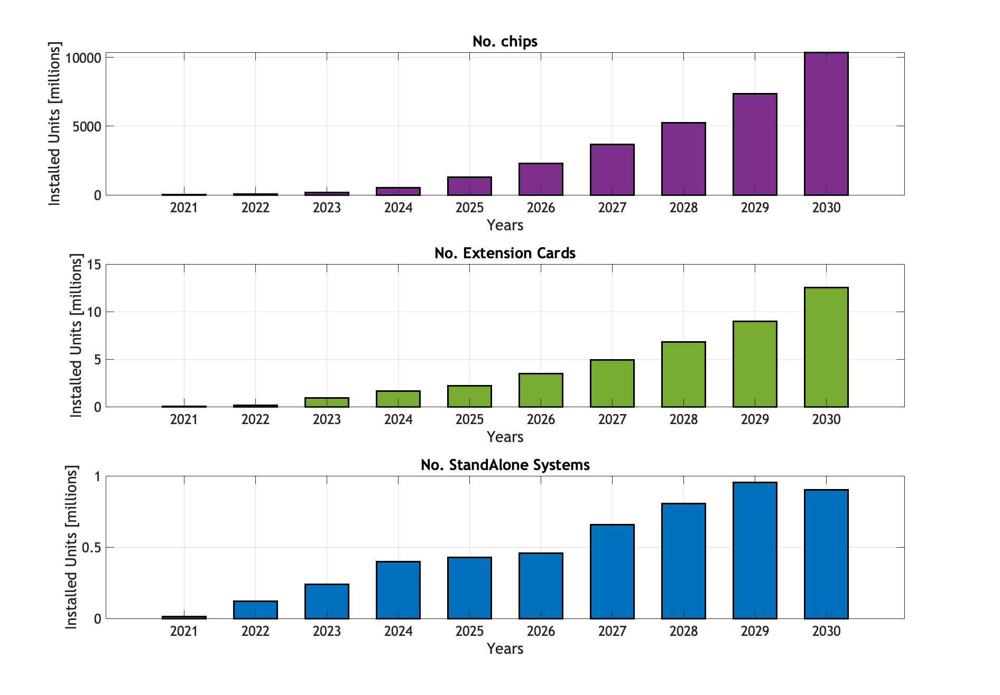 No. chips
Installed Units [millions]
10000
5000
0
2021 2022 2023 2024 2025 2026 2027 2028 2029 2030
Years
No. Extension Cards
Installed Units [millions]
15
10
5
0
2021 2022 2023 2024 2025 2026 2027 2028 2029 2030
Years
No. StandAlone Systems
Installed Units [millions]
1
0.5
0
2021 2022 2023 2024 2025 2026 2027 2028 2029 2030
Years